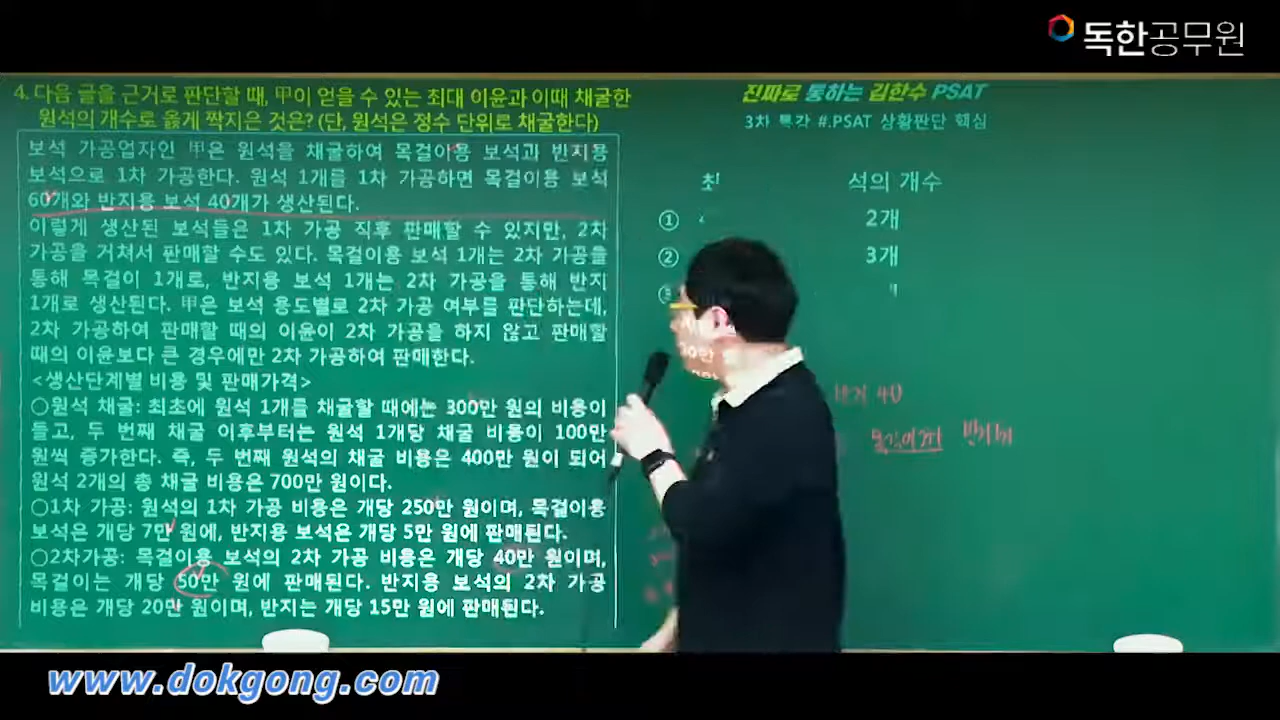 독한공무원
4. 다음 글을 근거로 판단할 때, 甲이 얻을 수 있는 최대 이윤과 이때 채굴한
원석의 개수로 옳게 짝지은 것은? (단, 원석은 정수 단위로 채굴한다)
보석 가공업자인 甲은 원석을 채굴하여 목걸이용 보석과 반지용
보석으로 1차 가공한다. 원석 1개를 1차 가공하면 목걸이용 보석
60개와 반지용 보석 40개가 생산된다.
이렇게 생산된 보석들은 1차 가공 직후 판매할 수 있지만, 2차
가공을 거쳐서 판매할 수도 있다. 목걸이용 보석 1개는 2차 가공을
통해 목걸이 1개로, 반지용 보석 1개는 2차 가공을 통해 반지
1개로 생산된다. 甲은 보석 용도별로 2차 가공 여부를 판단하는데,
2차 가공하여 판매할 때의 이윤이 2차 가공을 하지 않고 판매할
때의 이윤보다 큰 경우에만 2차 가공하여 판매한다.
<생산단계별 비용 및 판매가격>
○원석 채굴: 최초에 원석 1개를 채굴할 때에는 300만 원의 비용이
들고, 두 번째 채굴 이후부터는 원석 1개당 채굴 비용이 100만
원씩 증가한다. 즉, 두 번째 원석의 채굴 비용은 400만 원이 되어
원석 2개의 총 채굴 비용은 700만 원이다.
○1차 가공: 원석의 1차 가공 비용은 개당 250만 원이며, 목걸이용
보석은 개당 7만 원에, 반지용 보석은 개당 5만 원에 판매된다.
○2차가공: 목걸이용 보석의 2차 가공 비용은 개당 40만 원이며,
목걸이는 개당 50만 원에 판매된다. 반지용 보석의 2차 가공
비용은 개당 20만 원이며, 반지는 개당 15만 원에 판매된다.
진짜로 통하는 김한수 PSAT
3차 특강 #.PSAT 상황판단 핵심
석의 개수
① 2개
② 3개
40
www.dokgong.com